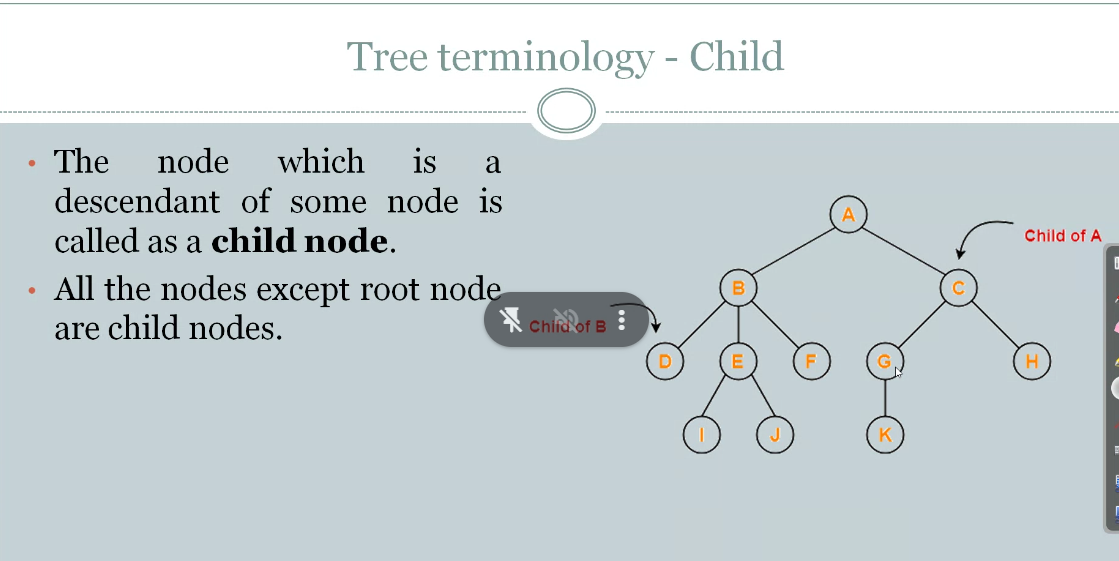 Tree terminology - Child
• The node which is a
descendant of some node is
called as a child node.
• All the nodes except root node
are child nodes.
A
Child of A
B
C
Child of B
D
E
F
G
H
I
J
K